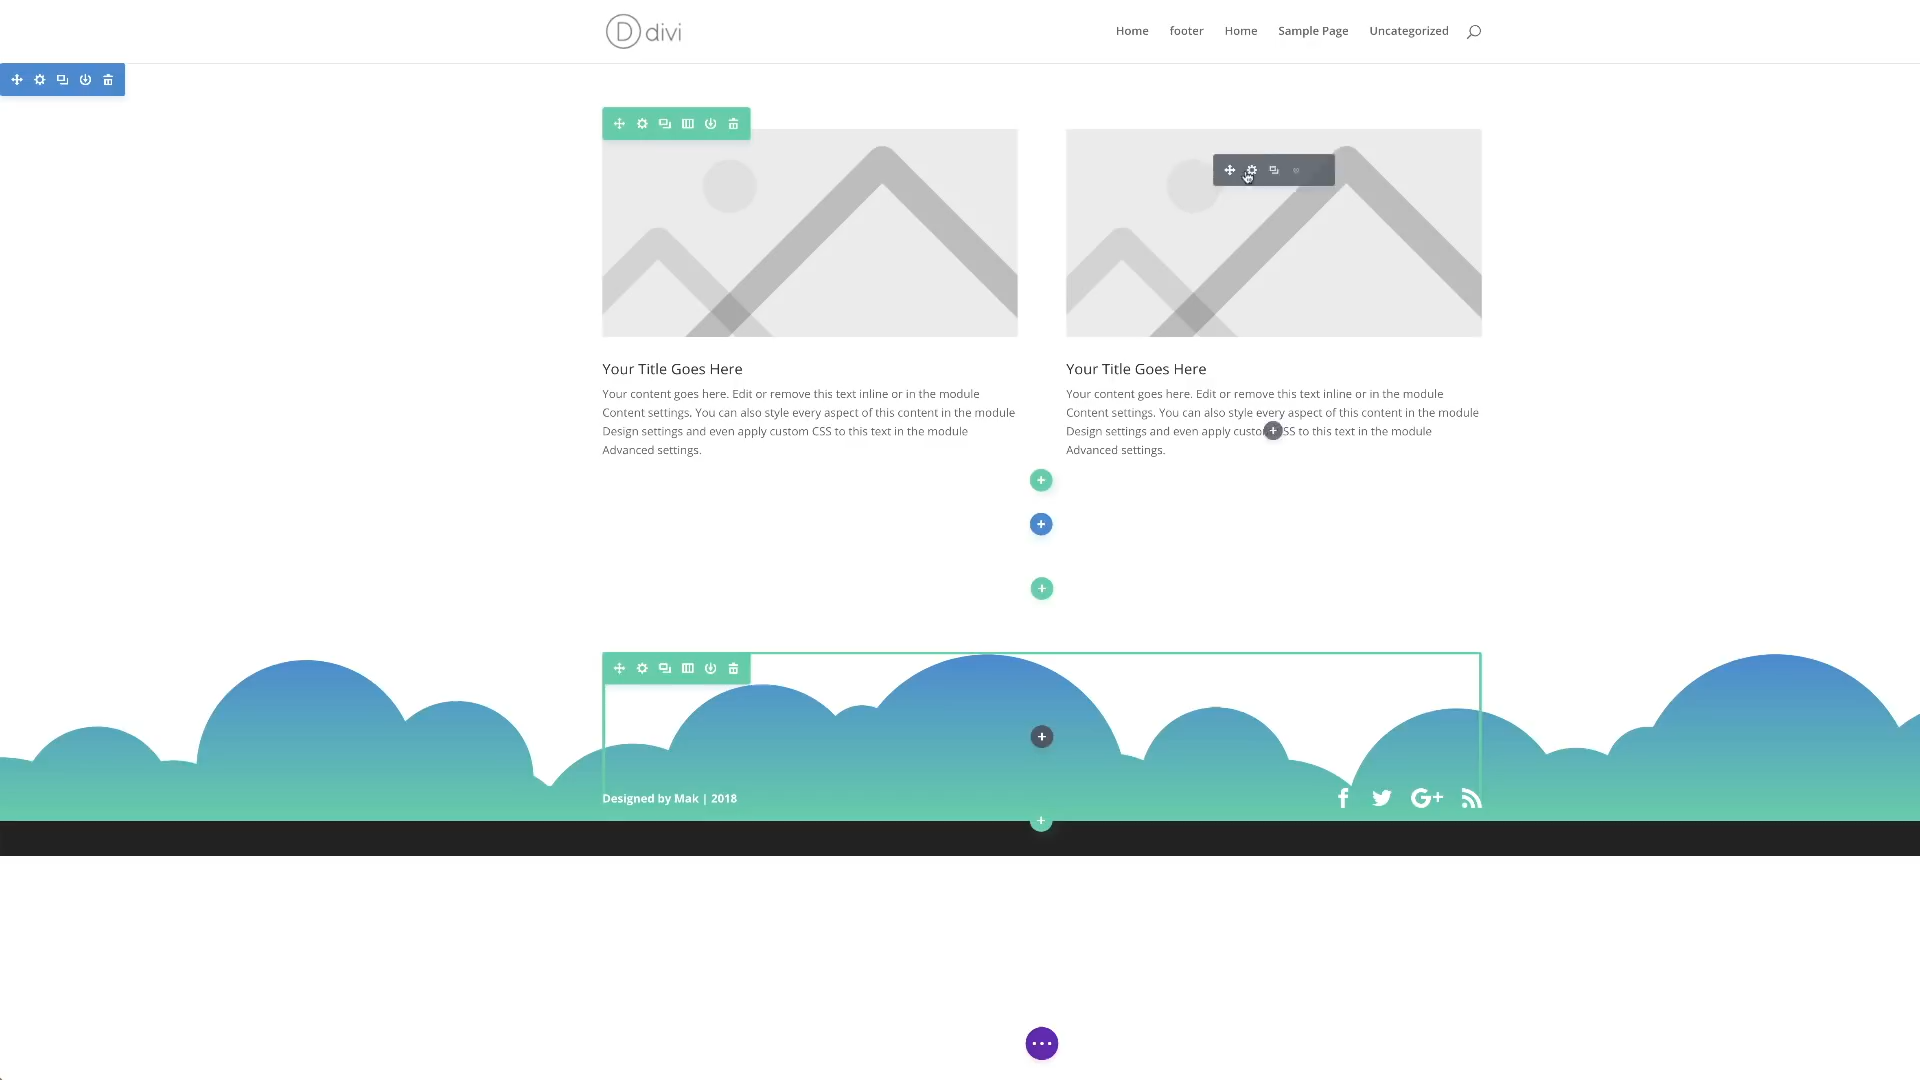 D divi
Home footer Home Sample Page Uncategorized
Your Title Goes Here
Your content goes here. Edit or remove this text inline or in the module
Content settings. You can also style every aspect of this content in the module
Design settings and even apply custom CSS to this text in the module
Advanced settings.
Your Title Goes Here
Your content goes here. Edit or remove this text inline or in the module
Content settings. You can also style every aspect of this content in the module
Design settings and even apply custo SS to this text in the module
Advanced settings.
Designed by Mak | 2018